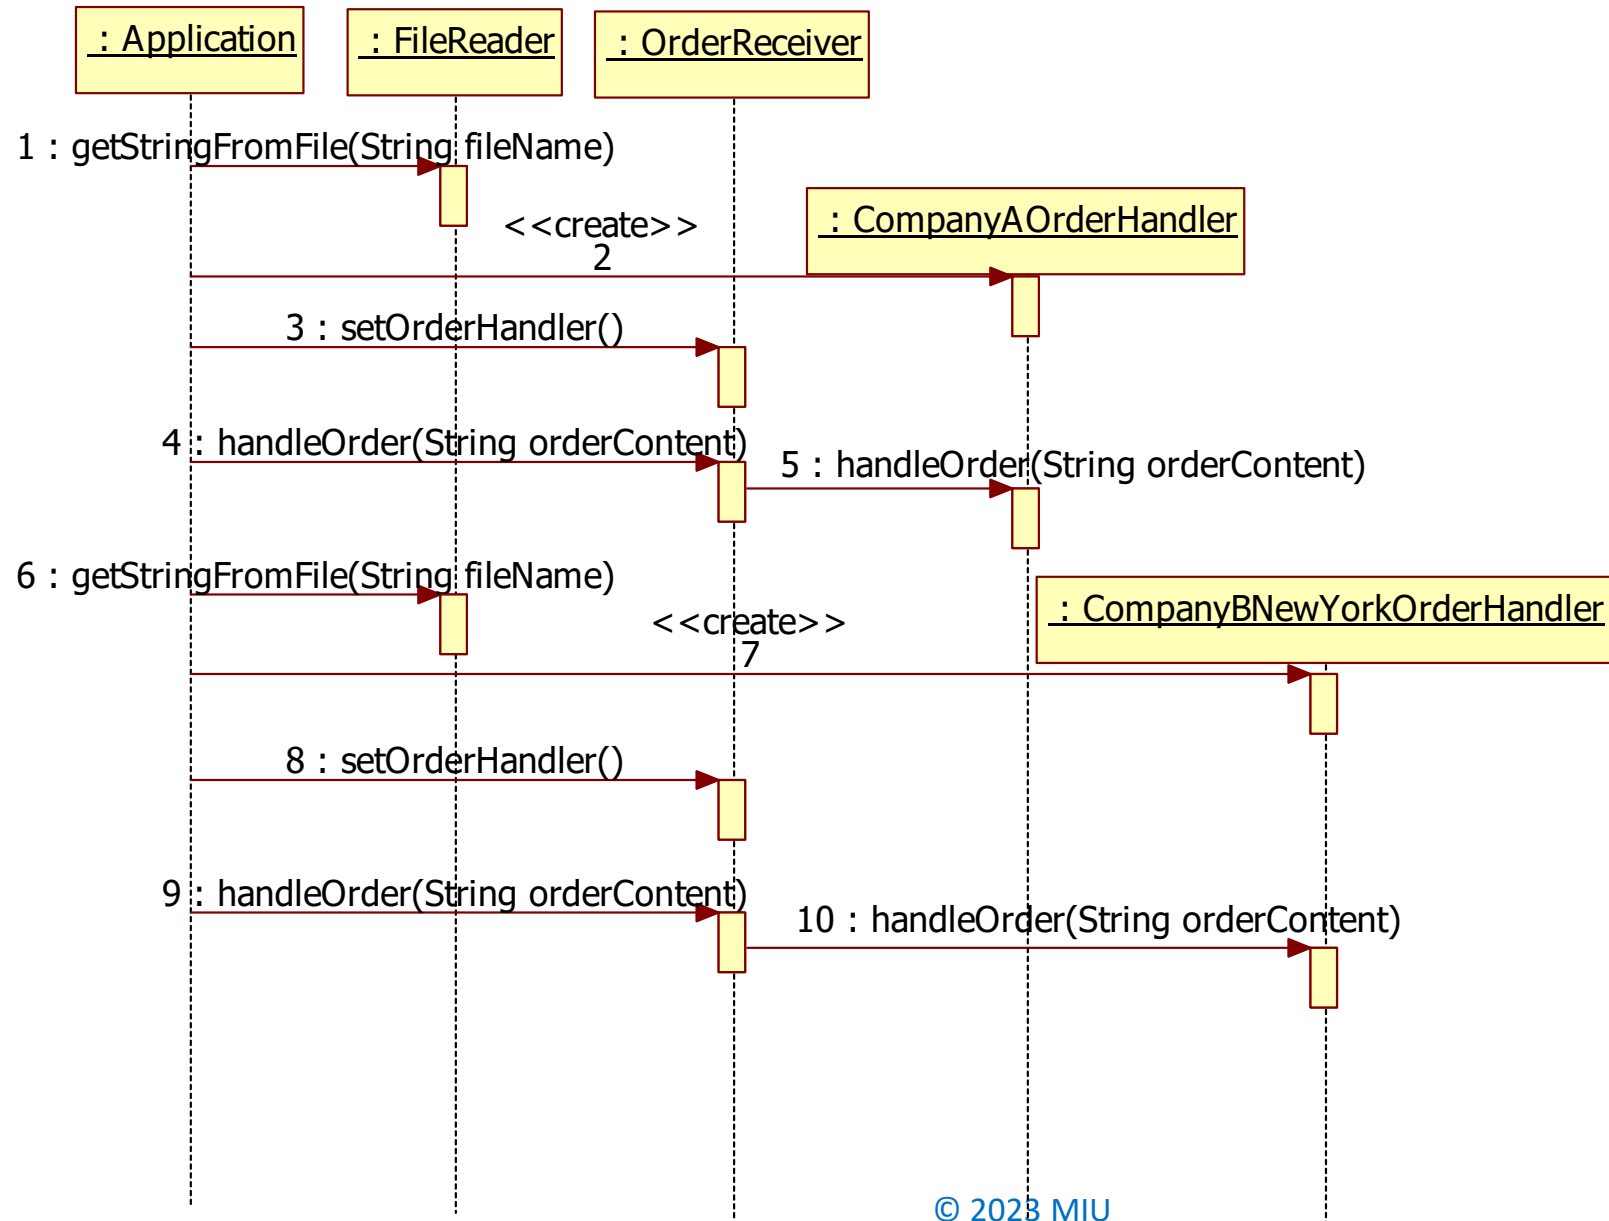 : Application
: FileReader
: OrderReceiver
1 : getStringFromFile(String fileName)
<<create>>
2
: CompanyAOrderHandler
3 : setOrderHandler()
4 : handleOrder(String orderContent)
5 : handleOrder(String orderContent)
6 : getStringFromFile(String fileName)
<<create>>
7
: CompanyBNewYorkOrderHandler
8 : setOrderHandler()
9 : handleOrder(String orderContent)
10 : handleOrder(String orderContent)
© 2023 MIU